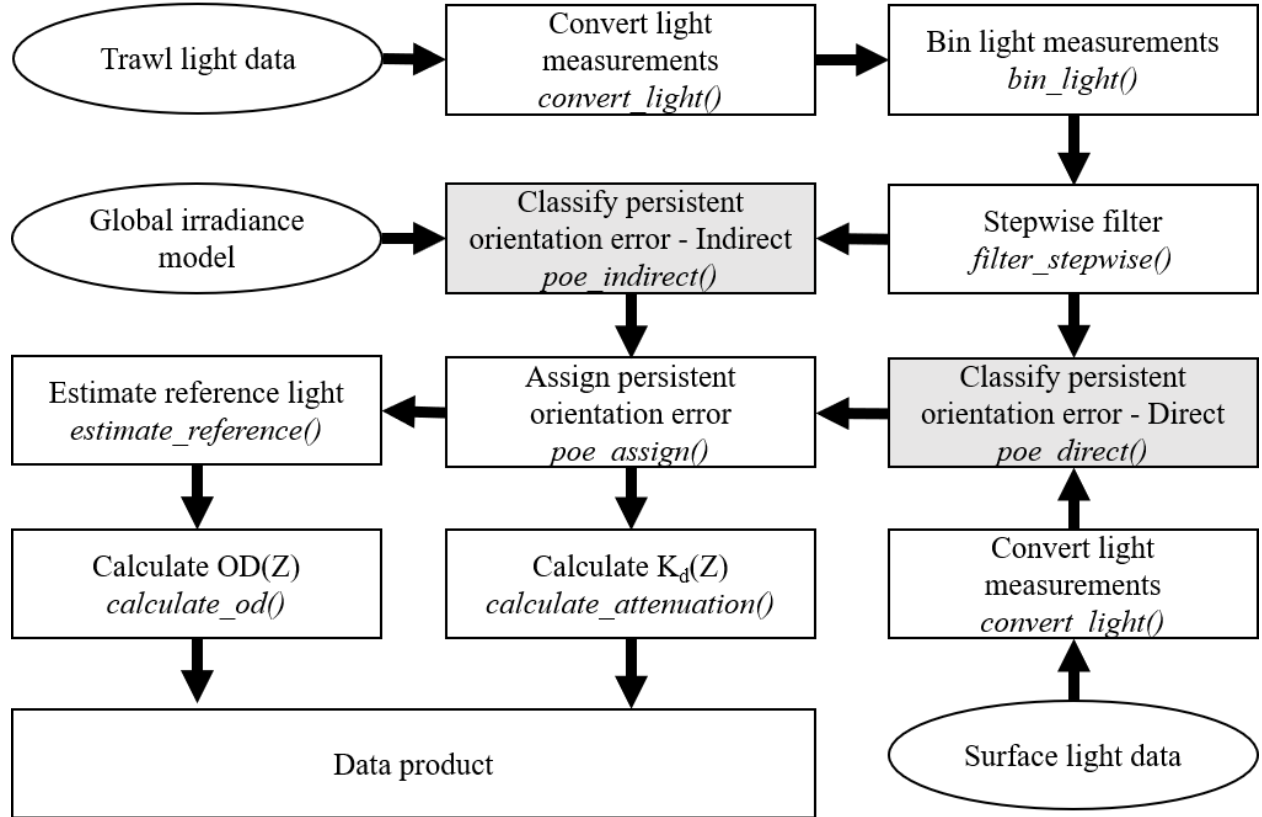 Trawl light data
Convert light
measurements
convert_light()
Bin light measurements
bin_light()
Global irradiance
model
Classify persistent
orientation error - Indirect
poe_indirect()
Stepwise filter
filter_stepwise()
Estimate reference light
estimate_reference()
Assign persistent
orientation error
poe_assign()
Classify persistent
orientation error - Direct
poe_direct()
Calculate OD(Z)
calculate_od()
Calculate K_d(Z)
calculate_attenuation()
Convert light
measurements
convert_light()
Data product
Surface light data